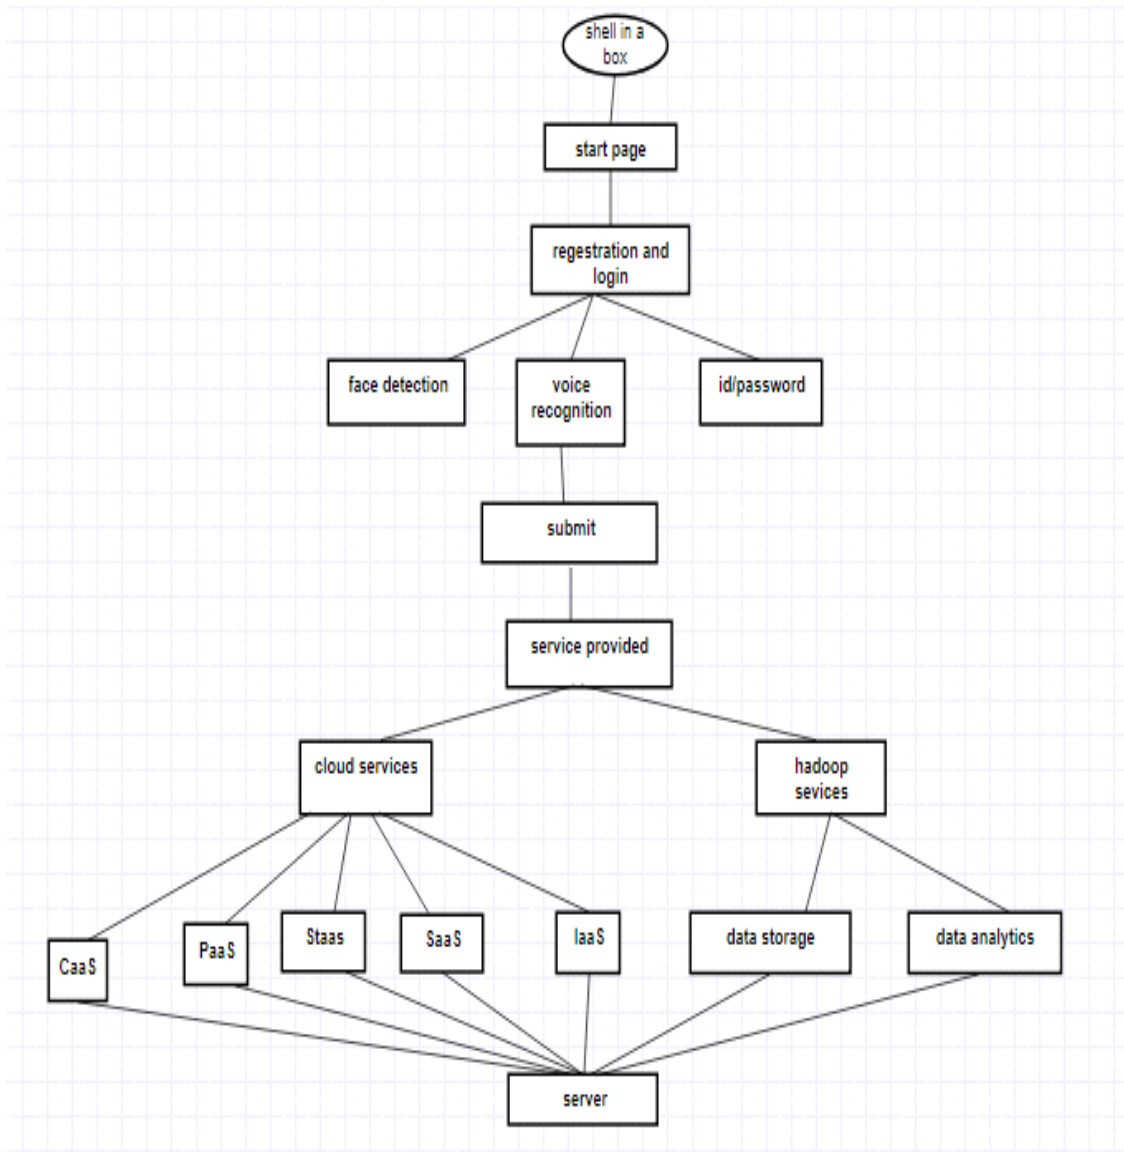 shell in a
box
start page
regestration and
login
face detection
voice
recognition
id/password
submit
service provided
cloud services
hadoop
sevices
CaaS
PaaS
Staas
SaaS
IaaS
data storage
data analytics
server